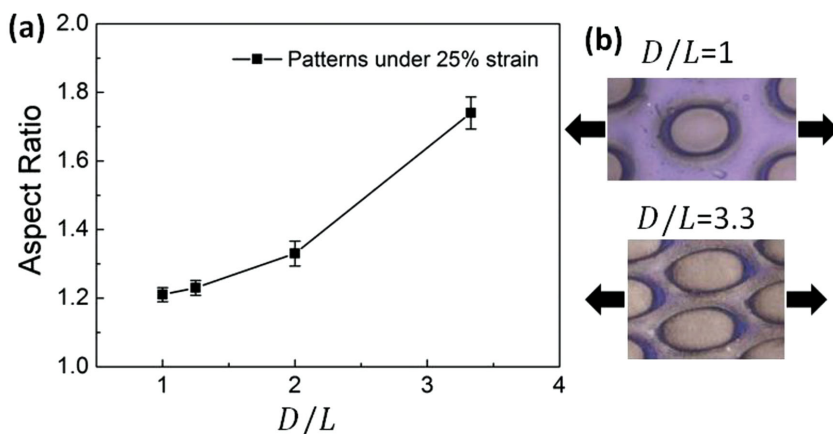 (a)
2.0
1.8
1.6
1.4
1.2
1.0
Aspect Ratio
Patterns under 25% strain
1
2
3
4
D/L
(b)
D/L=1
D/L=3.3